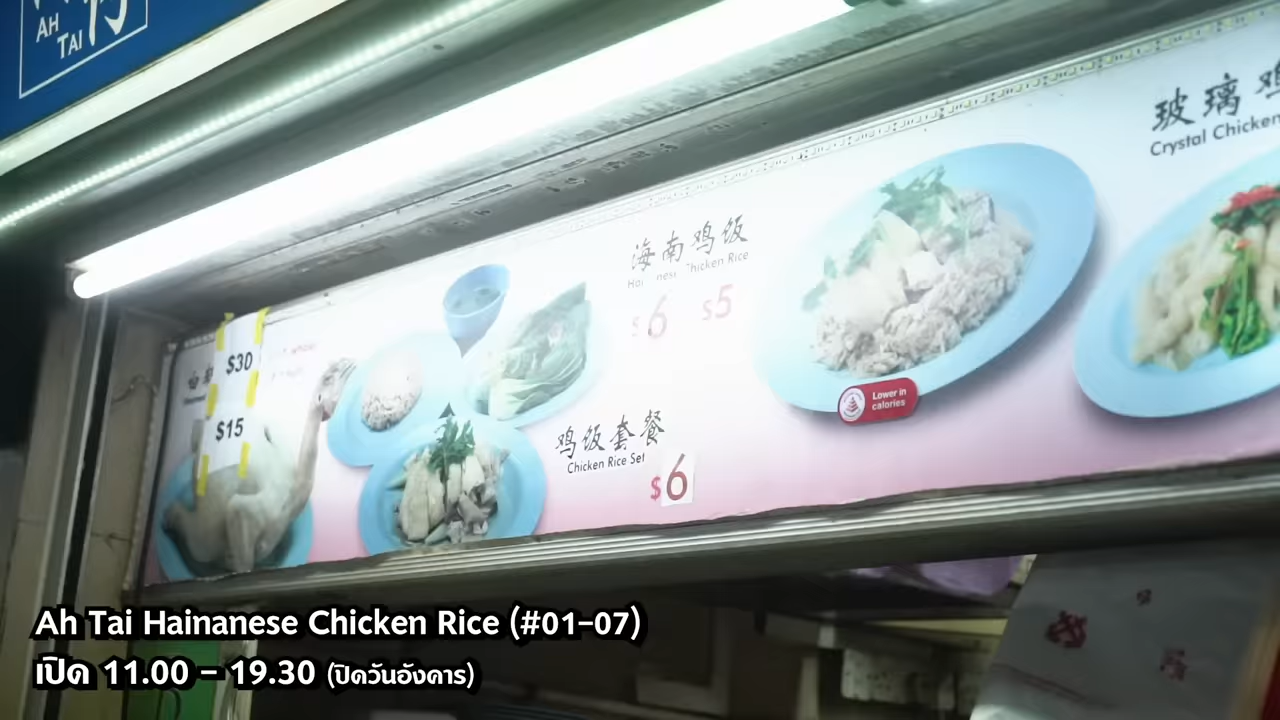 AH
TAI
玻璃鸡
Crystal Chicken
海南鸡饭
Chicken Rice
$6 $5
$30
$15
Lower in
calories
鸡饭套餐
Chicken Rice Set
$6
Ah Tai Hainanese Chicken Rice (#01-07)
เปิด 11.00 - 19.30 (ปิดวันอังคาร)